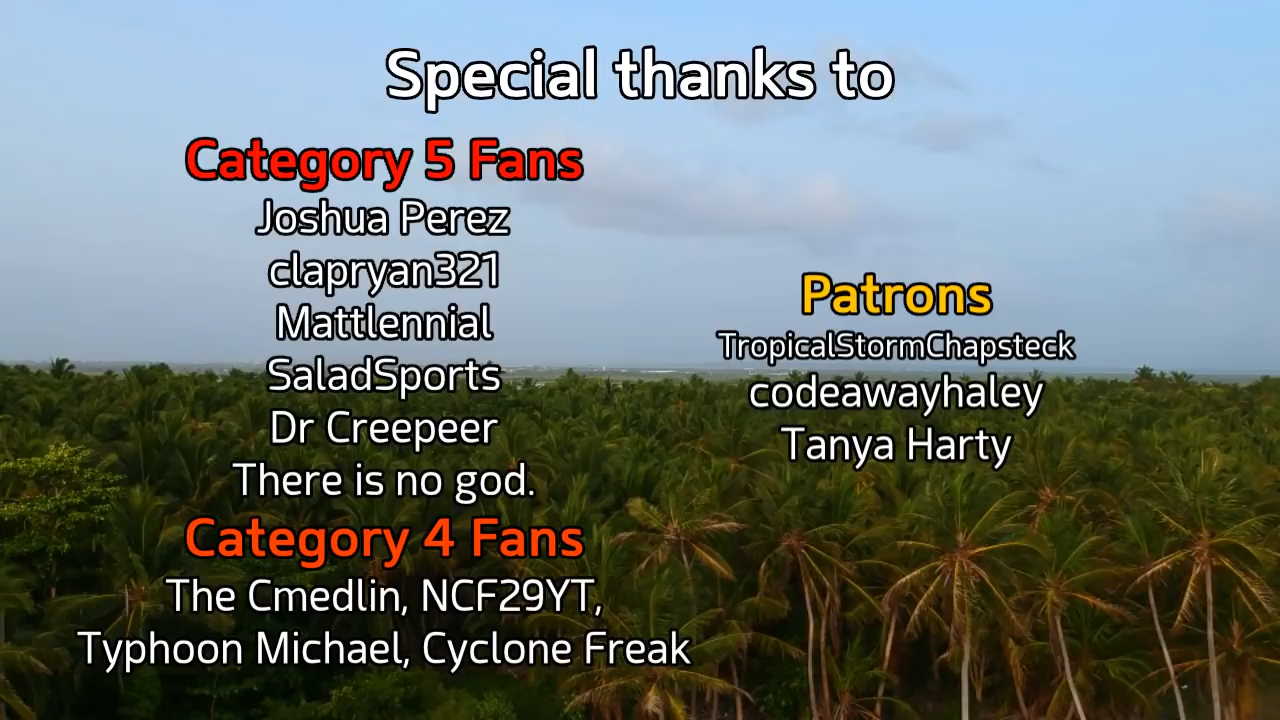 Special thanks to
Category 5 Fans
Joshua Perez
clapryan321
Mattlennial
SaladSports
Dr Creepeer
There is no god.
Category 4 Fans
The Cmedlin, NCF29YT,
Typhoon Michael, Cyclone Freak
Patrons
TropicalStormChapsteck
codeawayhaley
Tanya Harty